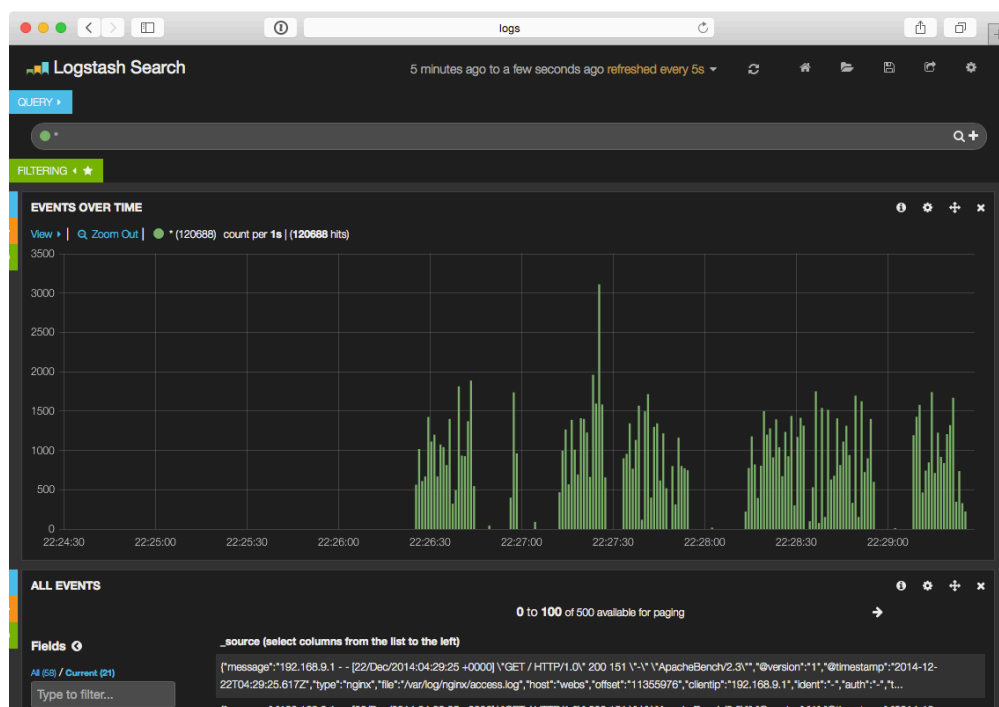 logs
Logstash Search
5 minutes ago to a few seconds ago refreshed every 5s
QUERY
*
FILTERING
EVENTS OVER TIME
View | Zoom Out | * (120688) count per 1s | (120688 hits)
3500
3000
2500
2000
1500
1000
500
0
22:24:30 22:25:00 22:25:30 22:26:00 22:26:30 22:27:00 22:27:30 22:28:00 22:28:30 22:29:00
ALL EVENTS
0 to 100 of 500 available for paging
Fields
_source (select columns from the list to the left)
All (58) / Current (21)
Type to filter...
{"message":"192.168.9.1 - - [22/Dec/2014:04:29:25 +0000] \"GET / HTTP/1.0\" 200 151 \"-\" \"ApacheBench/2.3\"","@version":"1","@timestamp":"2014-12-
22T04:29:25.617Z","type":"nginx","file":"/var/log/nginx/access.log","host":"webs","offset":"11355976","clientip":"192.168.9.1","ident":"-","auth":"-","t...